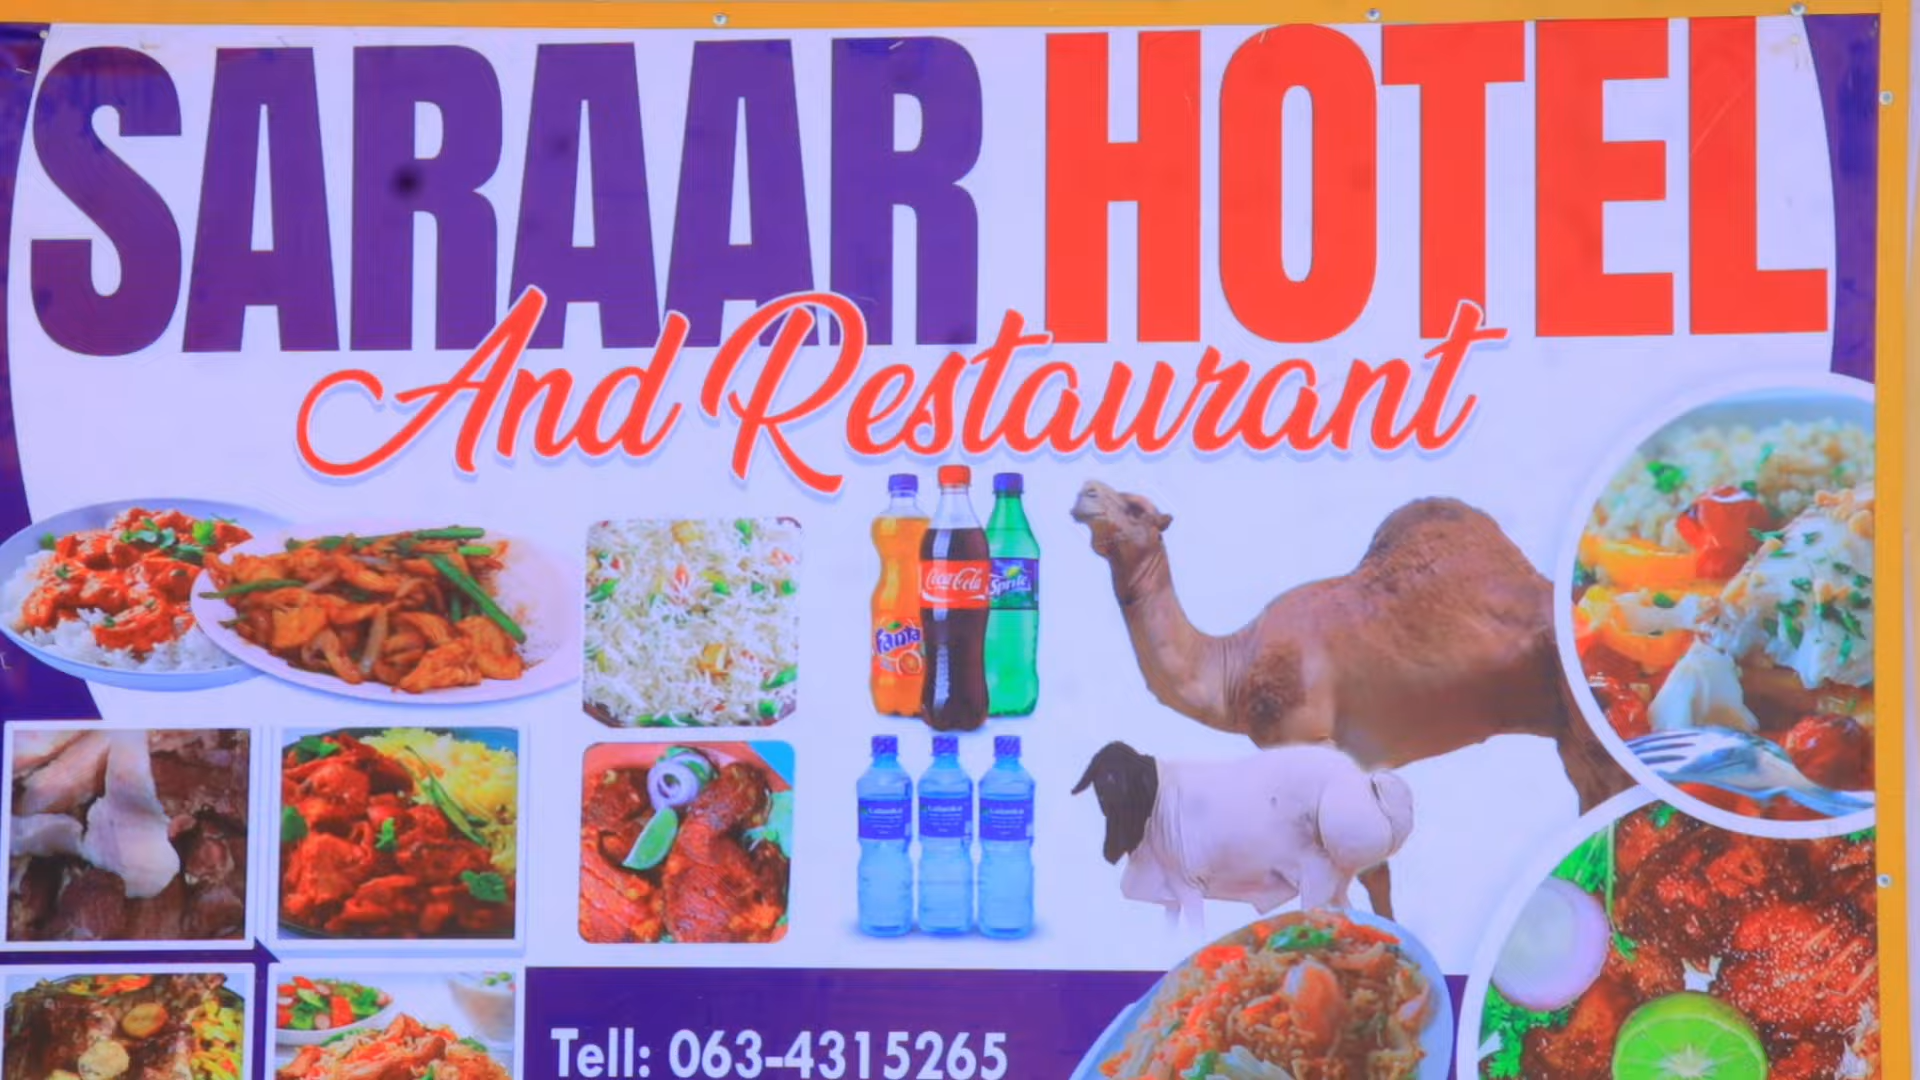 SARAAR HOTEL
And Restaurant
Fanta
Coca-Cola
Sprite
Tell: 063-4315265